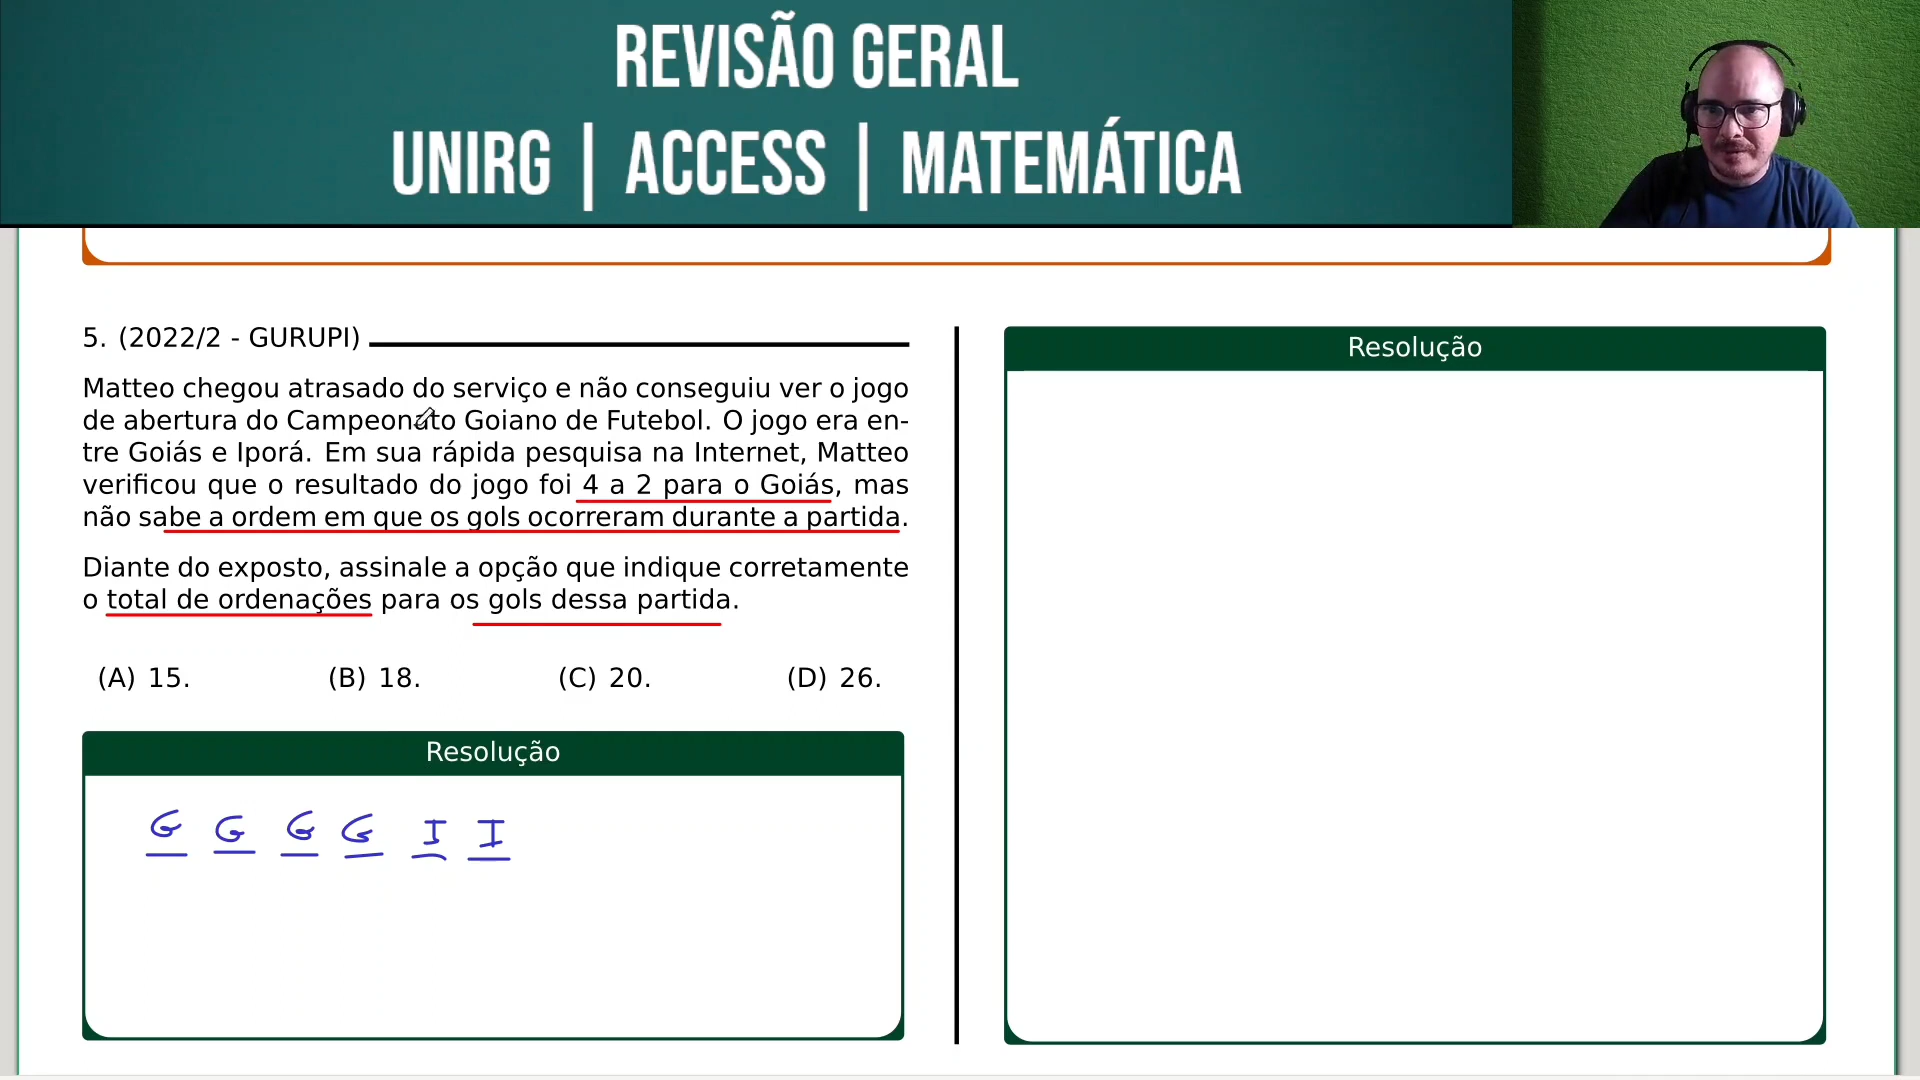 REVISÃO GERAL
UNIRG | ACCESS | MATEMÁTICA
5. (2022/2 - GURUPI)
Matteo chegou atrasado do serviço e não conseguiu ver o jogo
de abertura do Campeonato Goiano de Futebol. O jogo era en-
tre Goiás e Iporá. Em sua rápida pesquisa na Internet, Matteo
verificou que o resultado do jogo foi 4 a 2 para o Goiás, mas
não sabe a ordem em que os gols ocorreram durante a partida.
Diante do exposto, assinale a opção que indique corretamente
o total de ordenações para os gols dessa partida.
(A) 15. (B) 18. (C) 20. (D) 26.
Resolução
G G G G I I
Resolução